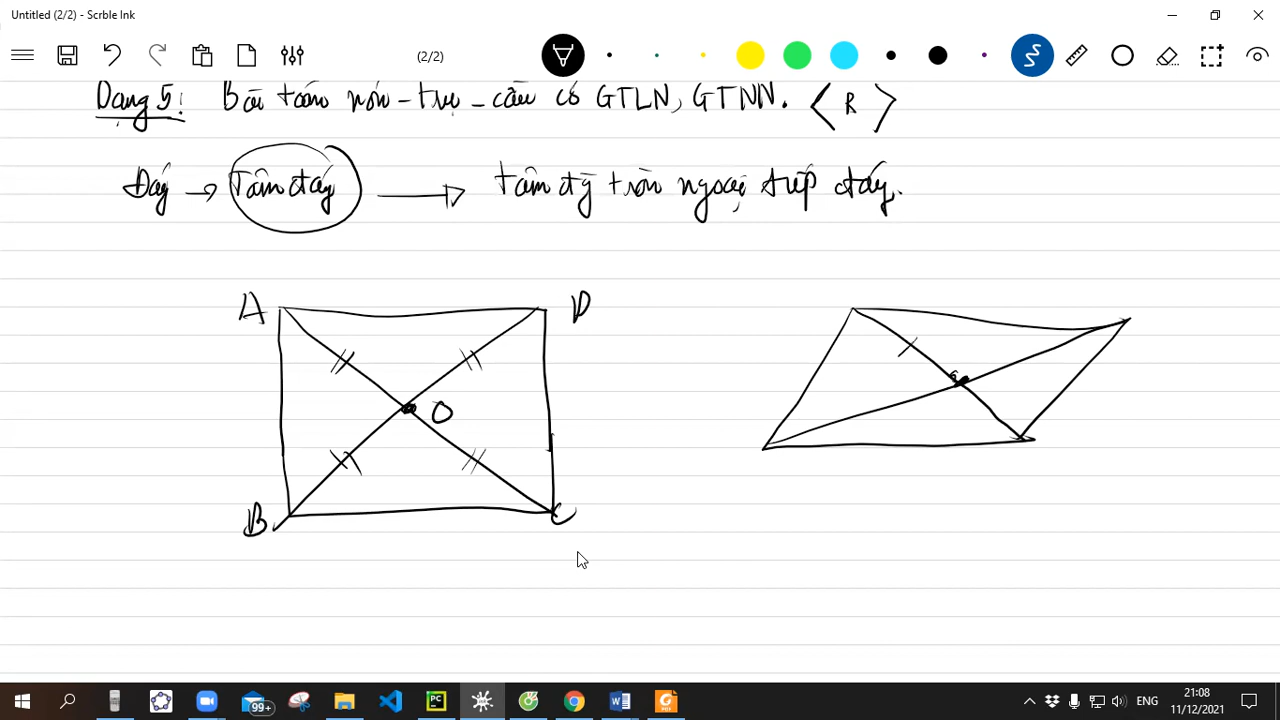 Untitled (2/2) - Scrble Ink
(2/2)
Dạng 5: Bài toán nón - trụ - cầu có GTLN, GTNN. < R >
Đáy → Tâm đáy → tâm đg tròn ngoại tiếp đáy.
A D
O
B C
99+
ENG
21:08
11/12/2021